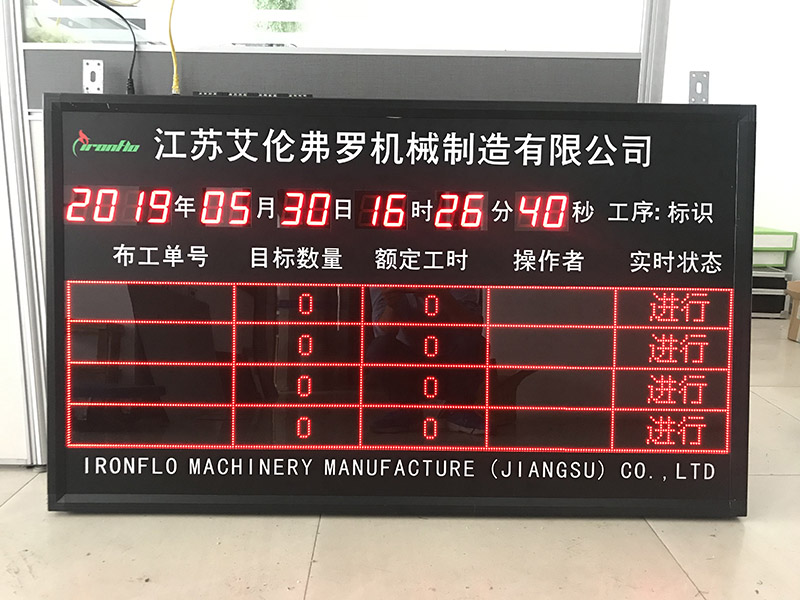 ironflo 江苏艾伦弗罗机械制造有限公司
2019年05月30日16时26分40秒 工序:标识
布工单号 目标数量 额定工时 操作者 实时状态
0 0 进行
0 0 进行
0 0 进行
0 0 进行
IRONFLO MACHINERY MANUFACTURE (JIANGSU) CO.,LTD